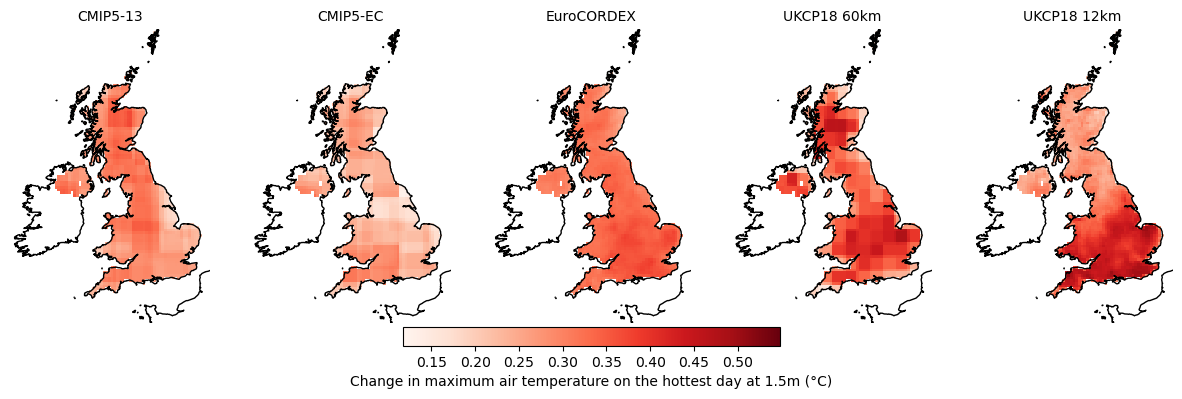 CMIP5-13
CMIP5-EC
EuroCORDEX
UKCP18 60km
UKCP18 12km
0.15 0.20 0.25 0.30 0.35 0.40 0.45 0.50
Change in maximum air temperature on the hottest day at 1.5m (°C)